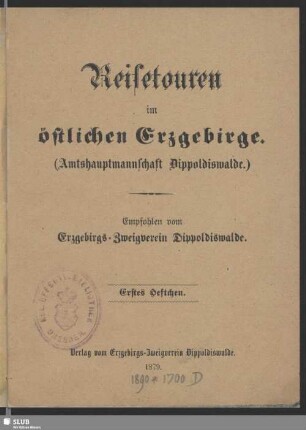 Reisetouren
im
östlichen Erzgebirge.
(Amtshauptmannschaft Dippoldiswalde.)
Empfohlen vom
Erzgebirgs-Zweigverein Dippoldiswalde.
Erstes Heftchen.
Verlag vom Erzgebirgs-Zweigverein Dippoldiswalde.
1879.
SLUB